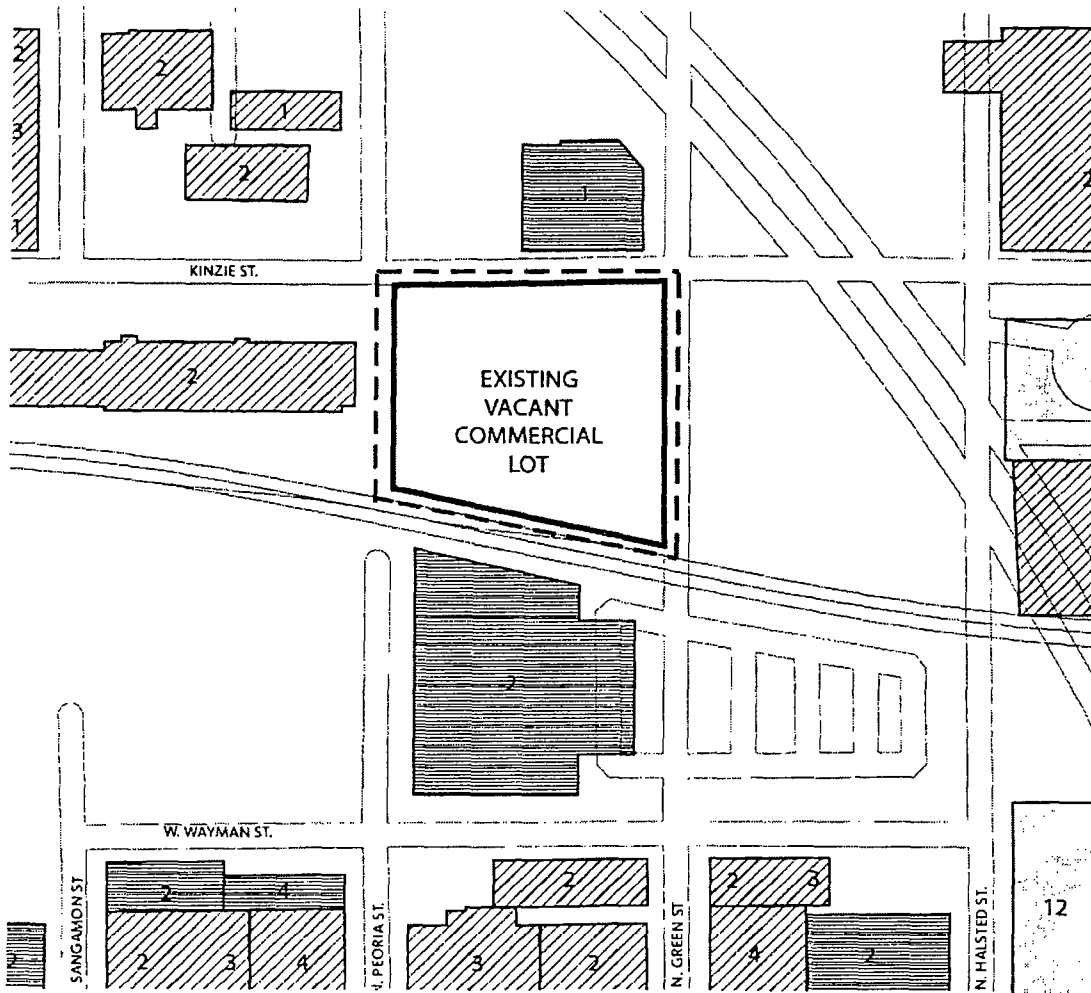 2
2
1
3
2
1
1
KINZIE ST.
EXISTING
VACANT
COMMERCIAL
LOT
2
2
W. WAYMAN ST.
2
4
2
2
3
12
SANGAMON ST
N. PEORIA ST.
N. GREEN ST
N. HALSTED ST.
2
2
3
4
3
2
4
2